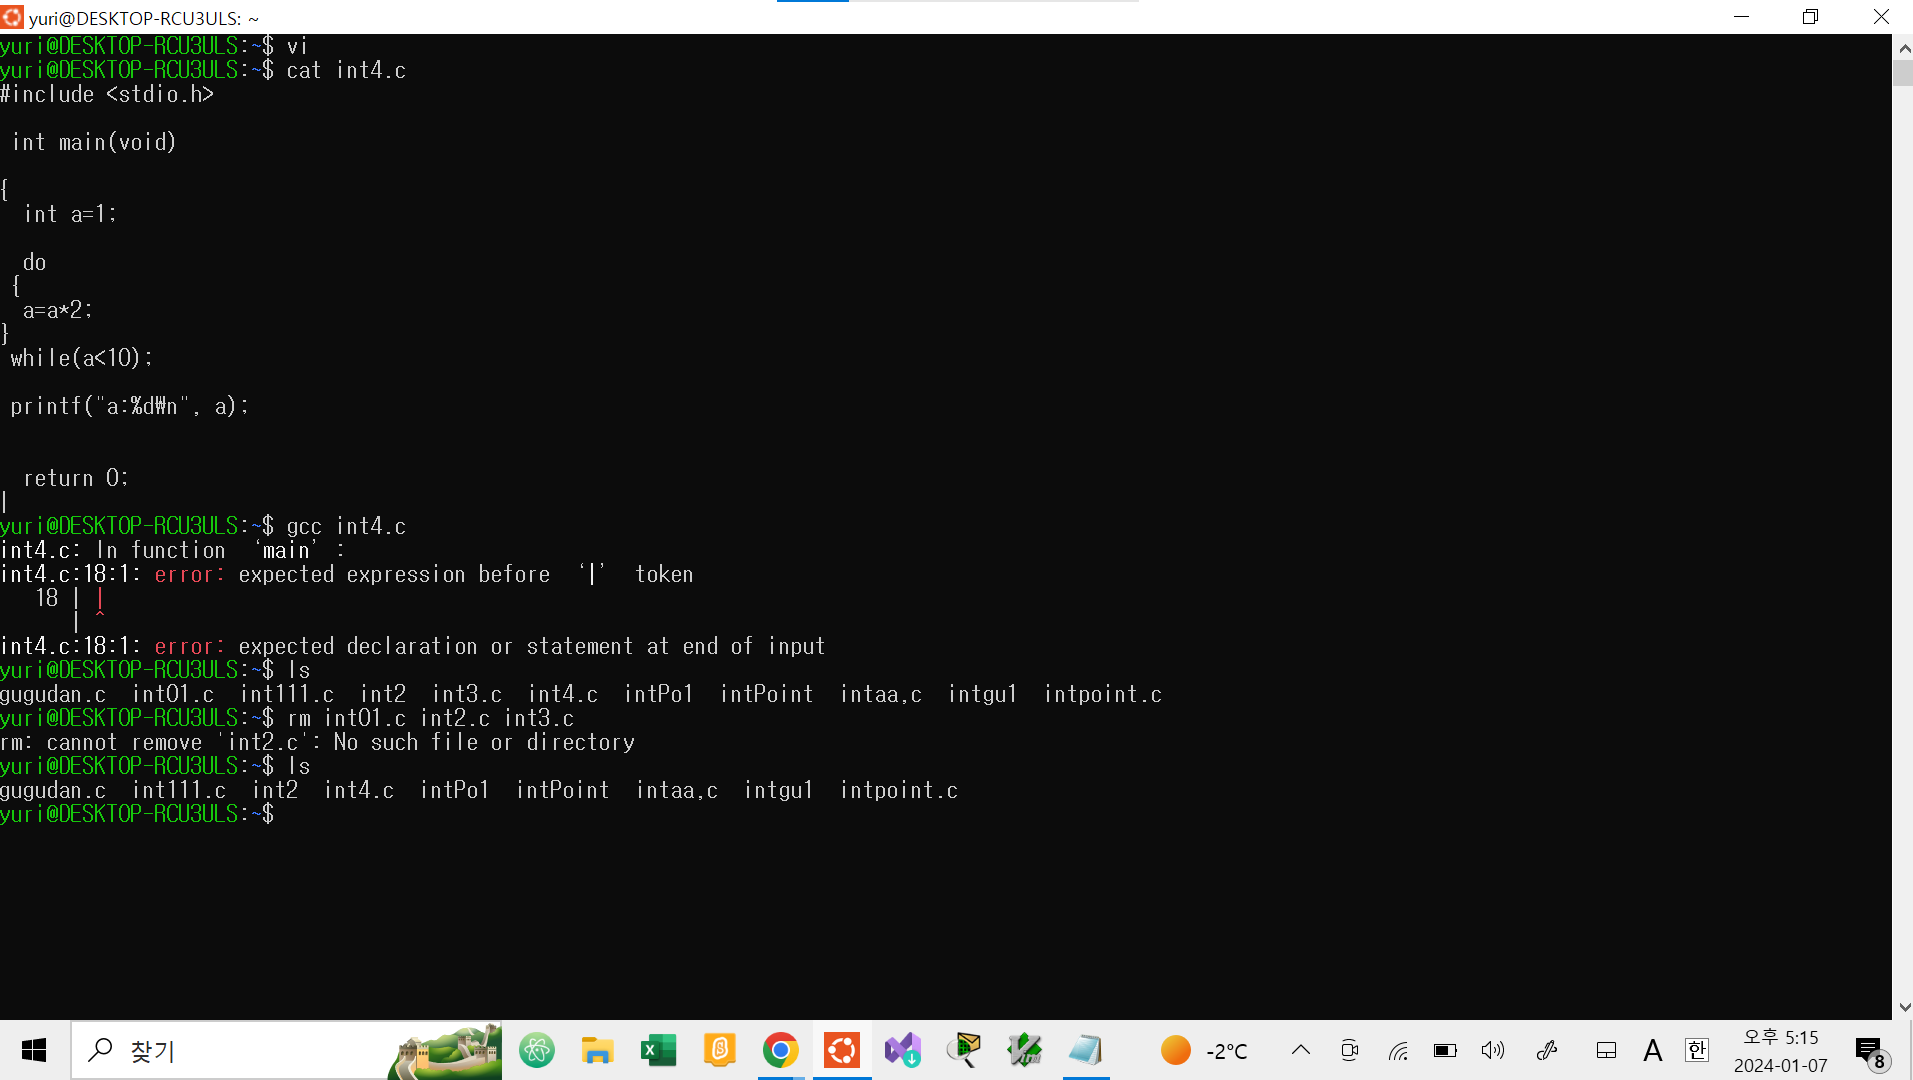 yuri@DESKTOP-RCU3ULS: ~
yuri@DESKTOP-RCU3ULS:~$ vi
yuri@DESKTOP-RCU3ULS:~$ cat int4.c
#include <stdio.h>
int main(void)
{
int a=1;
do
{
a=a*2;
}
while(a<10);
printf("a:%d₩n", a);
return 0;
|
yuri@DESKTOP-RCU3ULS:~$ gcc int4.c
int4.c: In function ‘main’:
int4.c:18:1: error: expected expression before ‘|’ token
18 | |
| ^
int4.c:18:1: error: expected declaration or statement at end of input
yuri@DESKTOP-RCU3ULS:~$ ls
gugudan.c int01.c int111.c int2 int3.c int4.c intPo1 intPoint intaa,c intgu1 intpoint.c
yuri@DESKTOP-RCU3ULS:~$ rm int01.c int2.c int3.c
rm: cannot remove 'int2.c': No such file or directory
yuri@DESKTOP-RCU3ULS:~$ ls
gugudan.c int111.c int2 int4.c intPo1 intPoint intaa,c intgu1 intpoint.c
yuri@DESKTOP-RCU3ULS:~$
찾기
-2°C
A
한
오후 5:15
2024-01-07
8